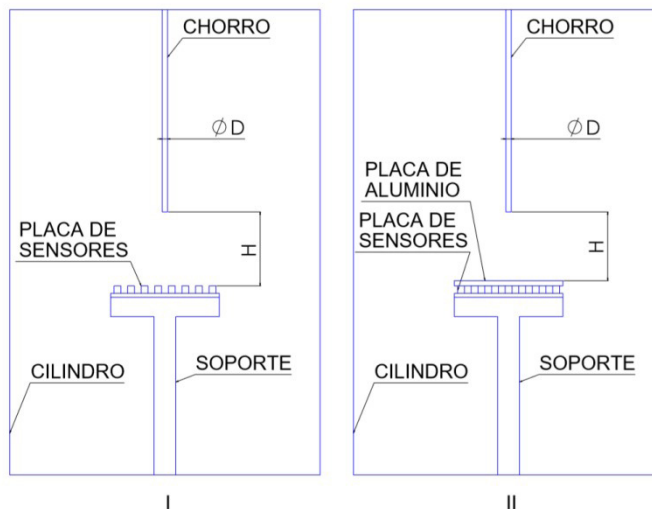 CHORRO
ØD
PLACA DE
SENSORES
H
CILINDRO
SOPORTE
I
CHORRO
ØD
PLACA DE
ALUMINIO
PLACA DE
SENSORES
H
CILINDRO
SOPORTE
II